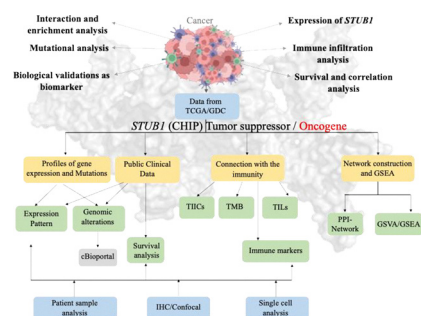 Cancer
Interaction and
enrichment analysis
Mutational analysis
Biological validations as
biomarker
Expression of STUB1
Immune infiltration
analysis
Survival and correlation
analysis
Data from
TCGA/GDC
STUB1 (CHIP) Tumor suppressor / Oncogene
Profiles of gene
expression and Mutations
Public Clinical
Data
Connection with the
immunity
Network construction
and GSEA
Expression
Pattern
Genomic
alterations
cBioportal
Survival
analysis
TIICs
TMB
TILs
Immune markers
PPI-
Network
GSVA/GSEA
Patient sample
analysis
IHC/Confocal
Single cell
analysis